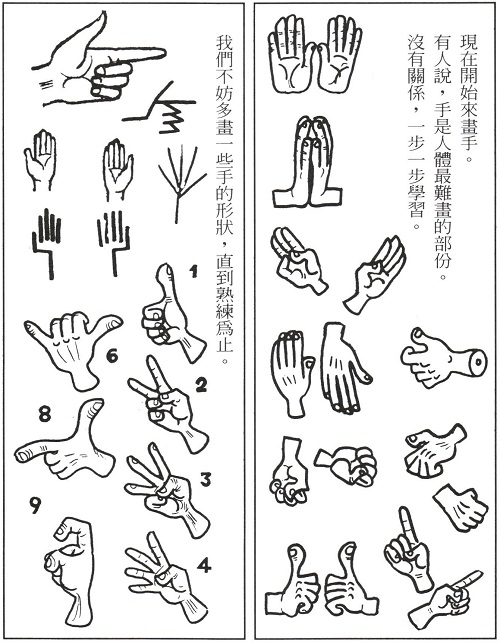 現在開始來畫手。
有人說，手是人體最難畫的部份。
沒有關係，一步一步學習。
我們不妨多畫一些手的形狀，直到熟練為止。
1
6
2
8
3
9
4